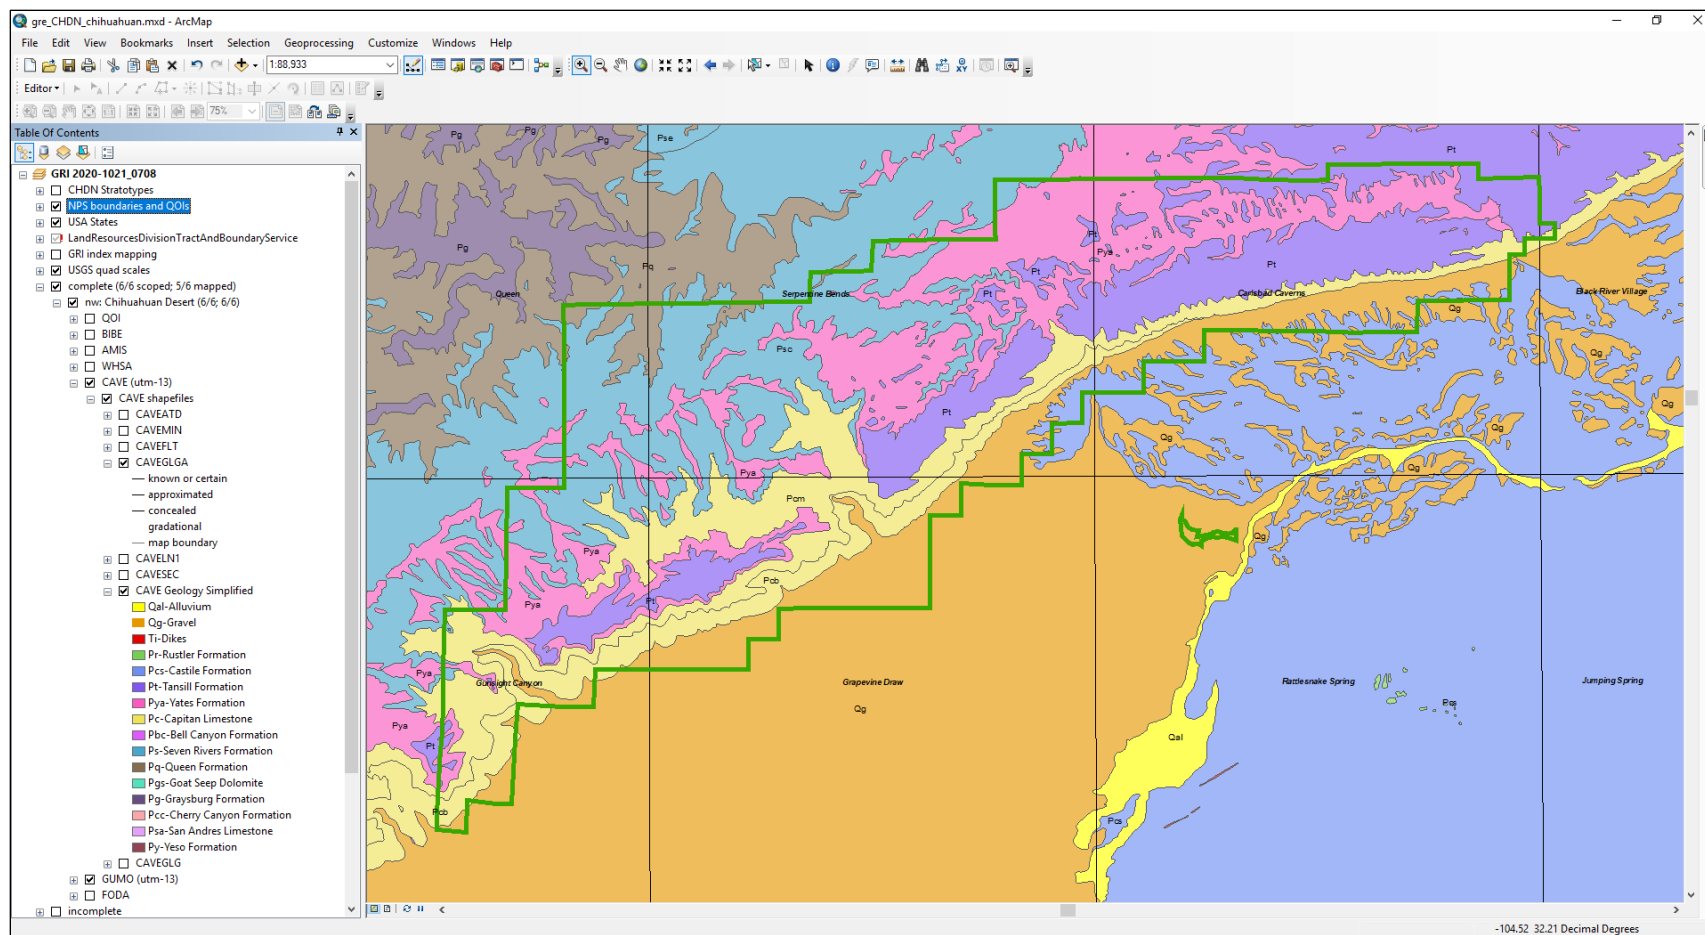 gre_CHDN_chihuahuan.mxd - ArcMap
File Edit View Bookmarks Insert Selection Geoprocessing Customize Windows Help
1:88,933
Editor
75%
Table Of Contents
GRI 2020-1021_0708
CHDN Stratotypes
NPS boundaries and QOIs
USA States
LandResourcesDivisionTractAndBoundaryService
GRI index mapping
USGS quad scales
complete (6/6 scoped; 5/6 mapped)
nw: Chihuahuan Desert (6/6; 6/6)
QOI
BIBE
AMIS
WHSA
CAVE (utm-13)
CAVE shapefiles
CAVEATD
CAVEMIN
CAVEFLT
CAVEGLGA
known or certain
approximated
concealed
gradational
map boundary
CAVELN1
CAVESEC
CAVE Geology Simplified
Qal-Alluvium
Qg-Gravel
Ti-Dikes
Pr-Rustler Formation
Pcs-Castile Formation
Pt-Tansill Formation
Pya-Yates Formation
Pc-Capitan Limestone
Pbc-Bell Canyon Formation
Ps-Seven Rivers Formation
Pq-Queen Formation
Pgs-Goat Seep Dolomite
Pg-Graysburg Formation
Pcc-Cherry Canyon Formation
Psa-San Andres Limestone
Py-Yeso Formation
CAVEGLG
GUMO (utm-13)
FODA
incomplete
Pg Pg Pg Pse
Pt
Pg Pq Pt Pya Pt Pt
Queen Serpentine Bends Pt Carlsbad Caverns Black River Village
Qg
Psc Qg
Pt Qg
Qg Qg
Pya Qg
Pcm
Qg
Pya
Pcb
Pya Pt
Pya
Gunsight Canyon Grapevine Draw Rattlesnake Spring Jumping Spring
Qg Pcs
Pya
Pt Qal
Pcb
Pcs
-104.52 32.21 Decimal Degrees